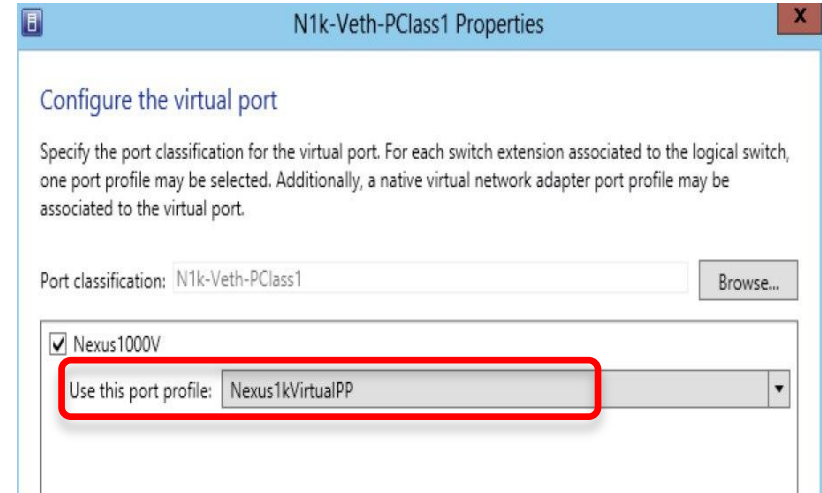 N1k-Veth-PClass1 Properties
X
Configure the virtual port
Specify the port classification for the virtual port. For each switch extension associated to the logical switch,
one port profile may be selected. Additionally, a native virtual network adapter port profile may be
associated to the virtual port.
Port classification: N1k-Veth-PClass1 Browse...
Nexus1000V
Use this port profile: Nexus1kVirtualPP